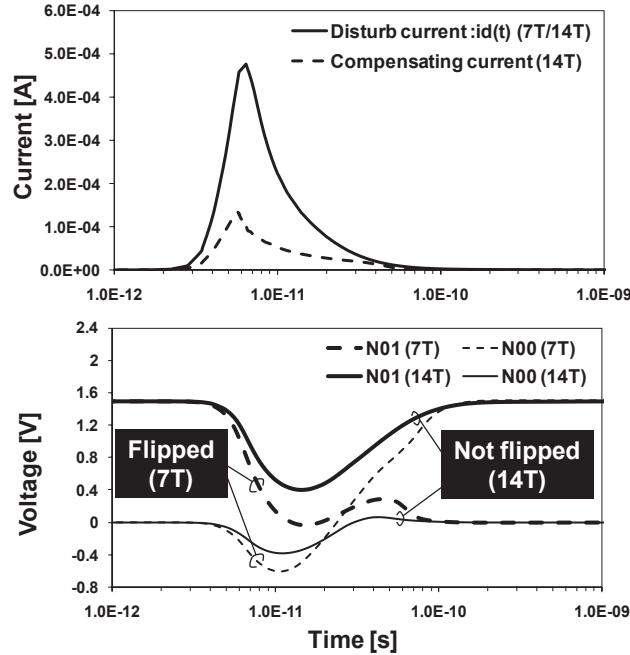 6.0E-04
5.0E-04
4.0E-04
3.0E-04
2.0E-04
1.0E-04
0.0E+00
Current [A]
Disturb current :id(t) (7T/14T)
Compensating current (14T)
1.0E-12 1.0E-11 1.0E-10 1.0E-09
2.4
2
1.6
1.2
0.8
0.4
0
-0.4
-0.8
Voltage [V]
N01 (7T) N00 (7T)
N01 (14T) N00 (14T)
Flipped
(7T)
Not flipped
(14T)
1.0E-12 1.0E-11 1.0E-10 1.0E-09
Time [s]